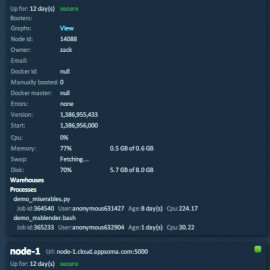 Up for: 12 day(s) secure
Booters:
Graphs: View
Node id: 14088
Owner: zack
Email:
Docker id: null
Manually booted: 0
Docker master: null
Errors: none
Version: 1,386,955,433
Start: 1,386,956,000
Cpu: 0%
Memory: 77% 0.5 GB of 0.6 GB
Swap: Fetching...
Disk: 70% 5.7 GB of 8.0 GB
Warehouses
Processes
demo_miserables.py
Job id:364540 User:anonymous631427 Age:8 day(s) Cpu:224.17
demo_msblender.bash
Job id:365233 User:anonymous632904 Age:1 day(s) Cpu:30.22
node-1 Url: node-1.cloud.appsoma.com:5000
Up for: 12 day(s) secure